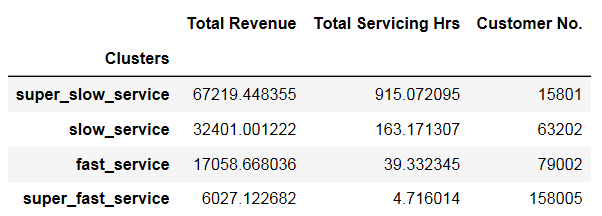 Total Revenue Total Servicing Hrs Customer No.
Clusters
super_slow_service 67219.448355 915.072095 15801
slow_service 32401.001222 163.171307 63202
fast_service 17058.668036 39.332345 79002
super_fast_service 6027.122682 4.716014 158005